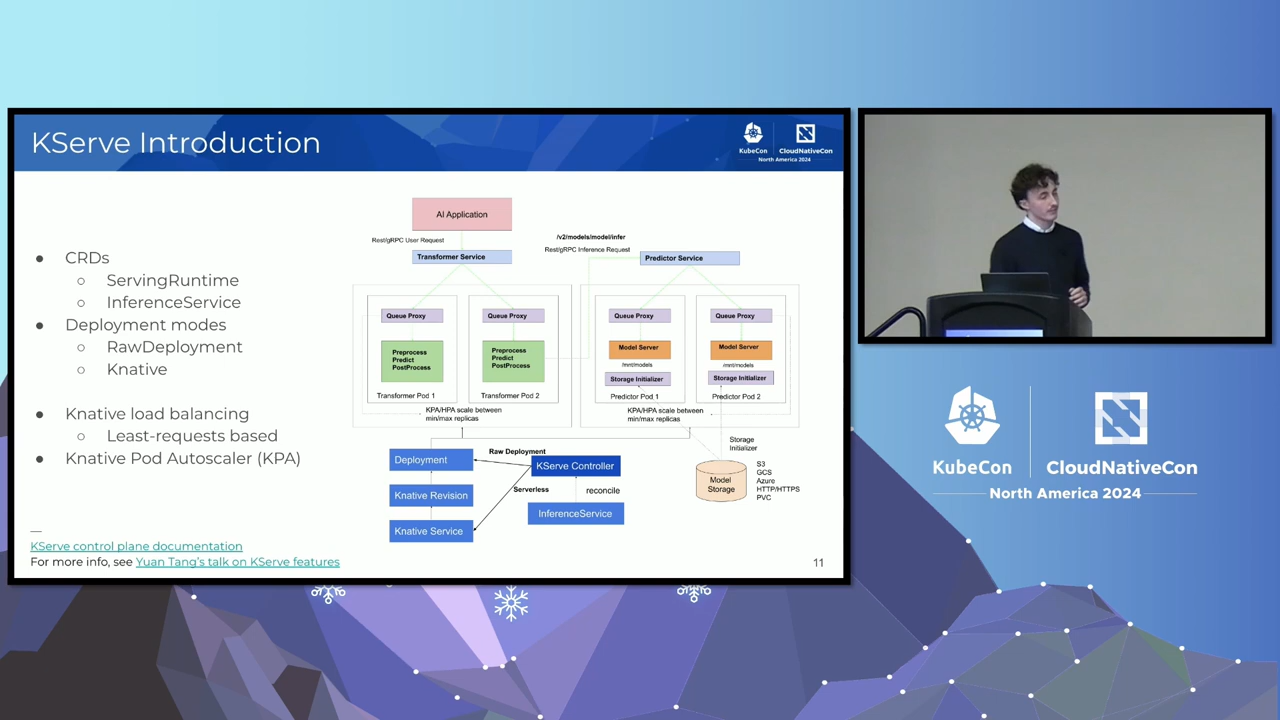 KServe Introduction
KubeCon
CloudNativeCon
North America 2024
● CRDs
○ ServingRuntime
○ InferenceService
● Deployment modes
○ RawDeployment
○ Knative
● Knative load balancing
○ Least-requests based
● Knative Pod Autoscaler (KPA)
AI Application
Rest/gRPC User Request
Transformer Service
/v2/models/model/infer
Rest/gRPC Inference Request
Predictor Service
Queue Proxy
Queue Proxy
Queue Proxy
Queue Proxy
Preprocess
Predict
PostProcess
Preprocess
Predict
PostProcess
Model Server
Model Server
/mnt/models
/mnt/models
Storage Initializer
Storage Initializer
Transformer Pod 1
Transformer Pod 2
Predictor Pod 1
Predictor Pod 2
KPA/HPA scale between
min/max replicas
KPA/HPA scale between
min/max replicas
Storage
Initializer
Raw Deployment
Deployment
KServe Controller
Knative Revision
Serverless
reconcile
Knative Service
InferenceService
Model
Storage
S3
GCS
Azure
HTTP/HTTPS
PVC
KServe control plane documentation
For more info, see Yuan Tang's talk on KServe features
11
KubeCon
CloudNativeCon
North America 2024